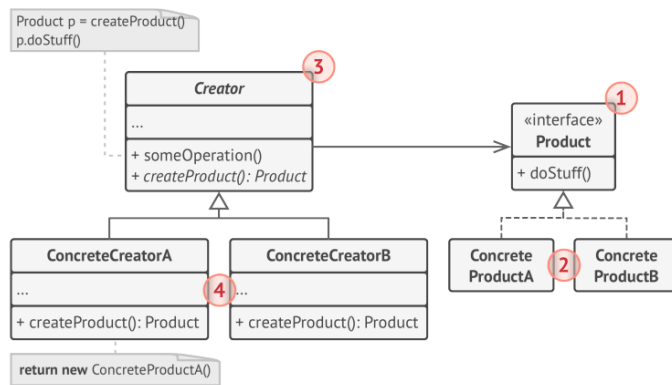 Product p = createProduct()
p.doStuff()
3
Creator
...
+ someOperation()
+ createProduct(): Product
1
«interface»
Product
+ doStuff()
ConcreteCreatorA
...
+ createProduct(): Product
4
ConcreteCreatorB
...
+ createProduct(): Product
Concrete
ProductA
2
Concrete
ProductB
return new ConcreteProductA()